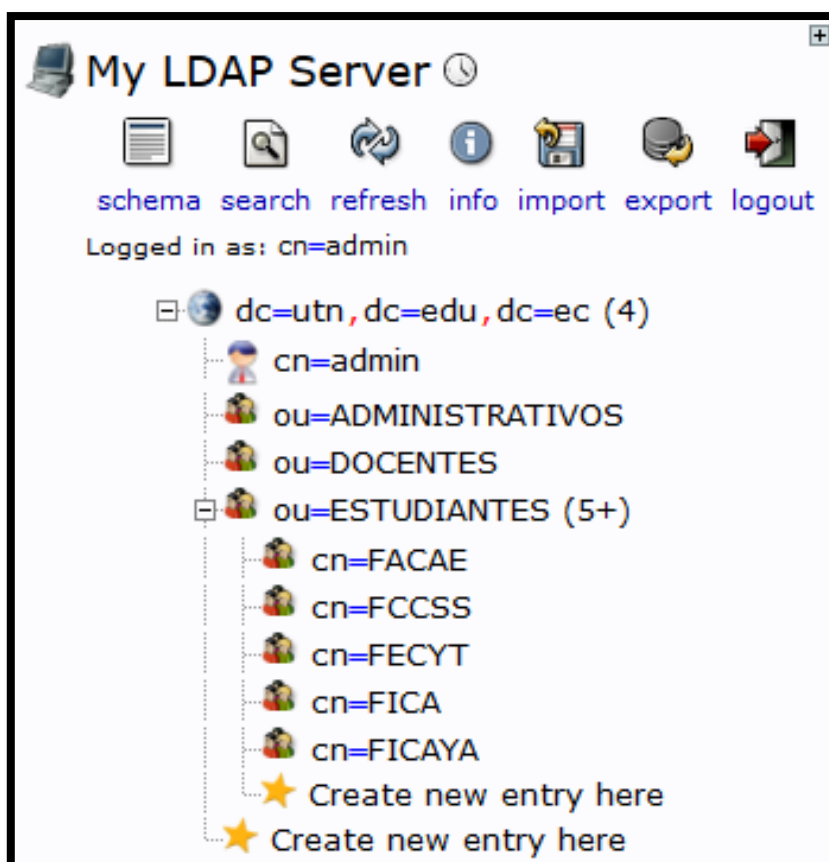 My LDAP Server
schema search refresh info import export logout
Logged in as: cn=admin
dc=utn,dc=edu,dc=ec (4)
cn=admin
ou=ADMINISTRATIVOS
ou=DOCENTES
ou=ESTUDIANTES (5+)
cn=FACAE
cn=FCCSS
cn=FECYT
cn=FICA
cn=FICAYA
Create new entry here
Create new entry here